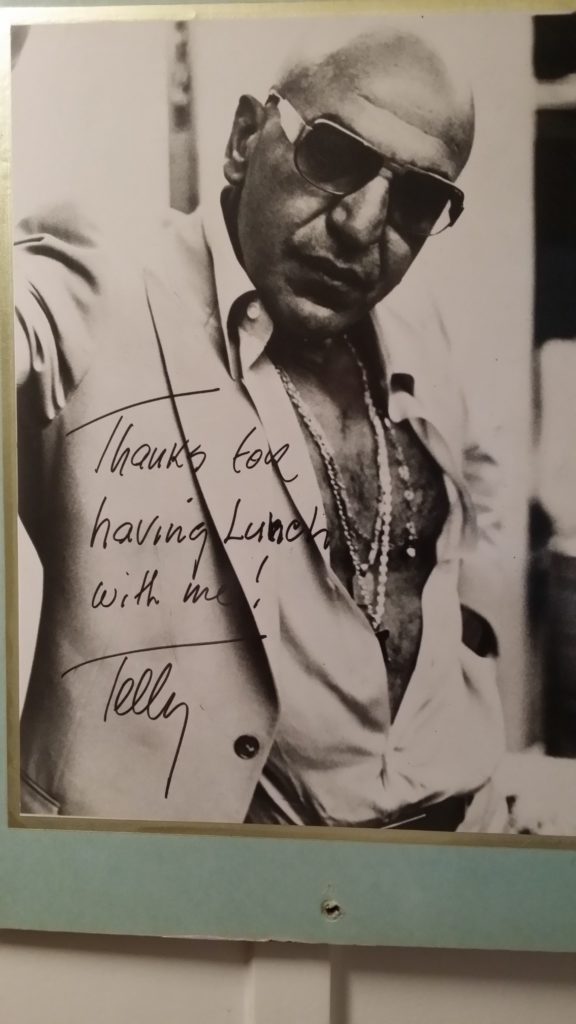 Thanks for
having Lunch
with me!
Telly